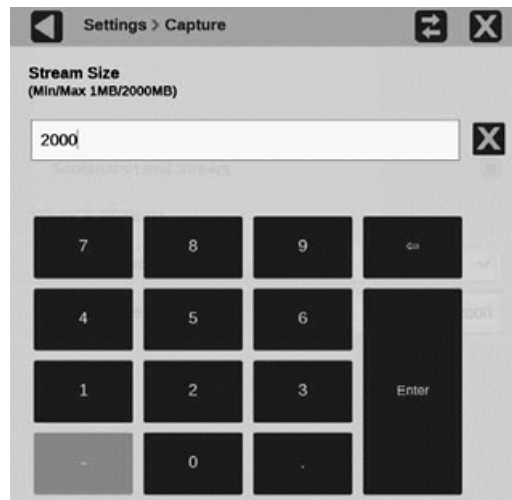 Settings > Capture
Stream Size
(Min/Max 1MB/2000MB)
2000
7 8 9 ⇦
4 5 6
1 2 3 Enter
- 0 .